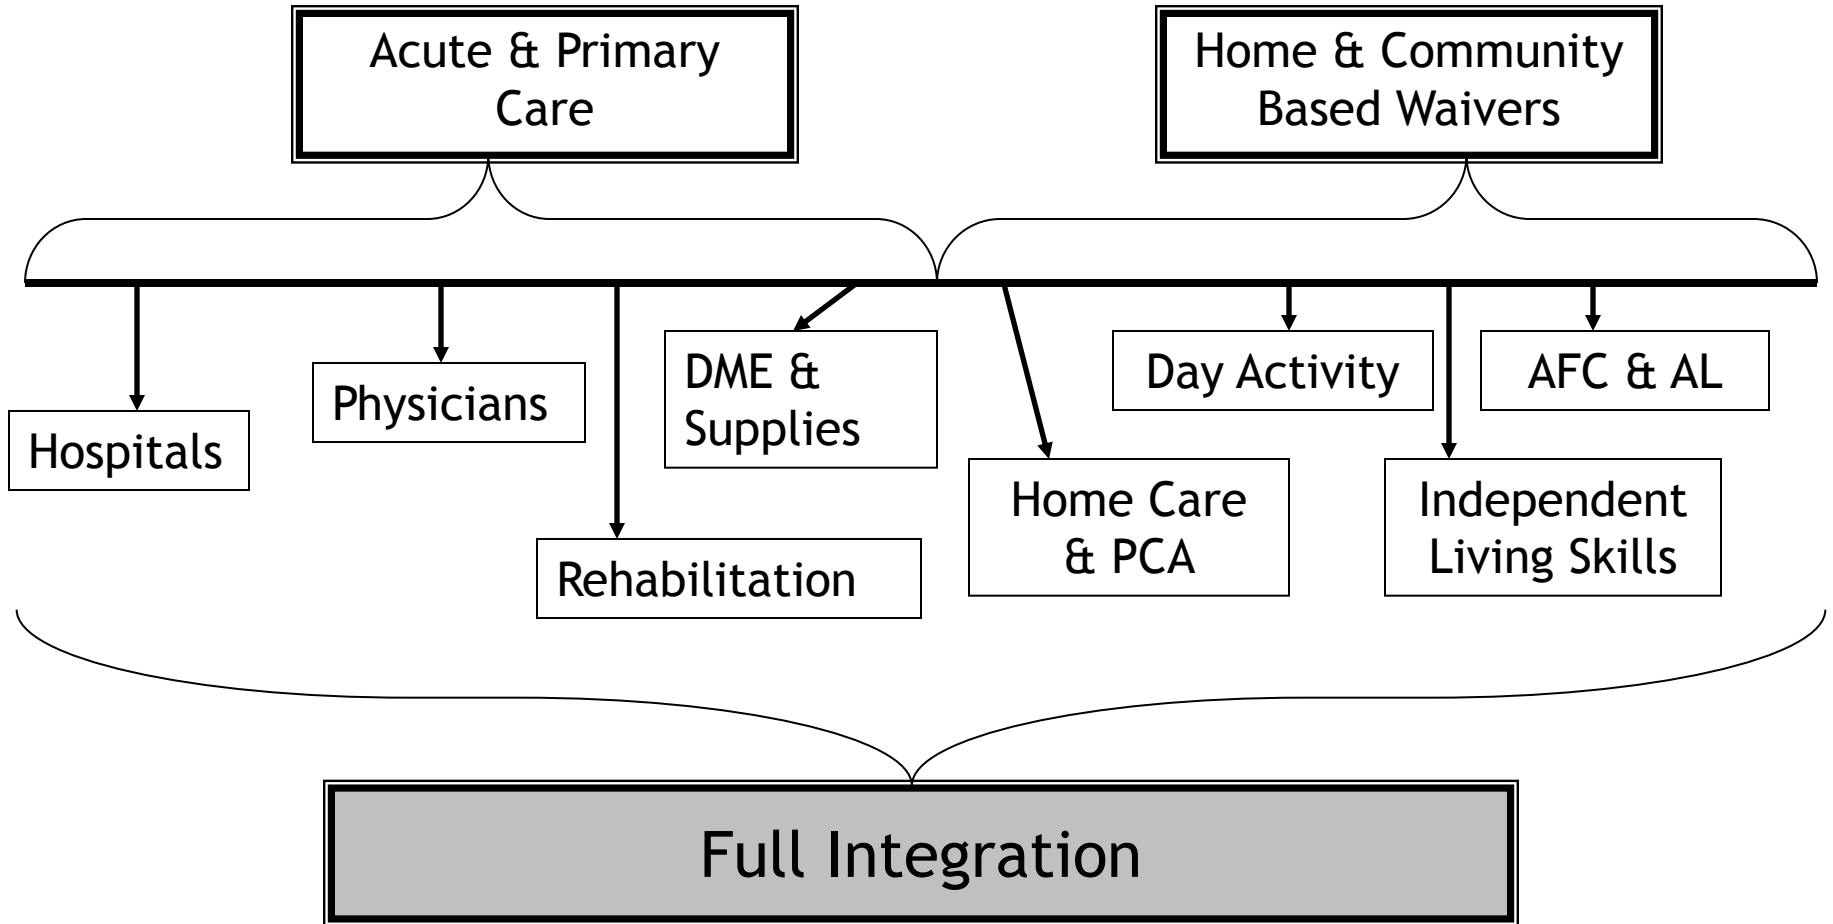 Acute & Primary
Care
Home & Community
Based Waivers
Hospitals
Physicians
Rehabilitation
DME &
Supplies
Home Care
& PCA
Day Activity
Independent
Living Skills
AFC & AL
Full Integration